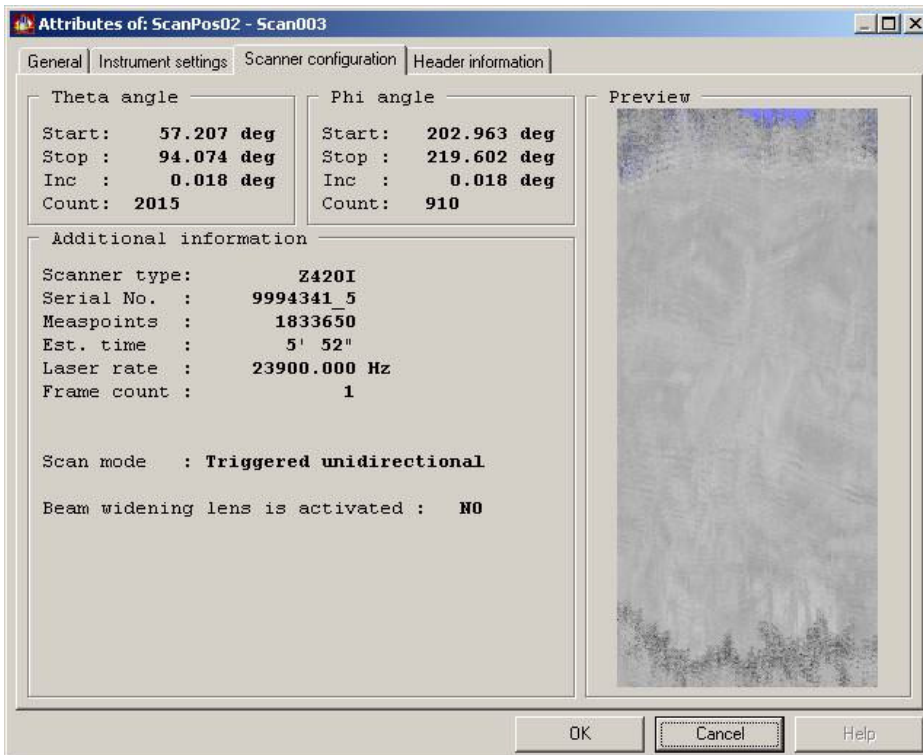 Attributes of: ScanPos02 - Scan003
General Instrument settings Scanner configuration Header information
Theta angle
Start: 57.207 deg
Stop : 94.074 deg
Inc : 0.018 deg
Count: 2015
Phi angle
Start: 202.963 deg
Stop : 219.602 deg
Inc : 0.018 deg
Count: 910
Preview
Additional information
Scanner type: Z420I
Serial No. : 9994341_5
Measpoints : 1833650
Est. time : 5' 52"
Laser rate : 23900.000 Hz
Frame count : 1
Scan mode : Triggered unidirectional
Beam widening lens is activated : NO
OK Cancel Help